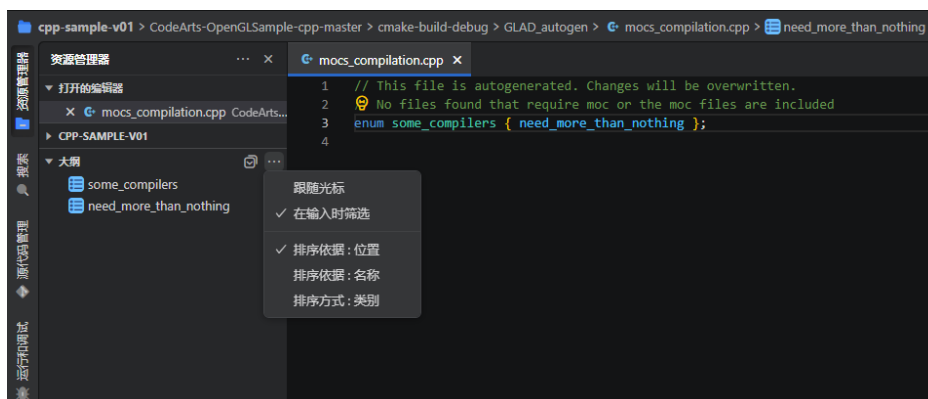 cpp-sample-v01 > CodeArts-OpenGLSample-cpp-master > cmake-build-debug > GLAD_autogen > mocs_compilation.cpp > need_more_than_nothing
资源管理器
搜索
源代码管理
运行和调试
资源管理器
打开的编辑器
mocs_compilation.cpp CodeArts...
CPP-SAMPLE-V01
大纲
some_compilers
need_more_than_nothing
跟随光标
在输入时筛选
排序依据 : 位置
排序依据 : 名称
排序方式 : 类别
mocs_compilation.cpp
1 // This file is autogenerated. Changes will be overwritten.
2 // No files found that require moc or the moc files are included
3 enum some_compilers { need_more_than_nothing };
4